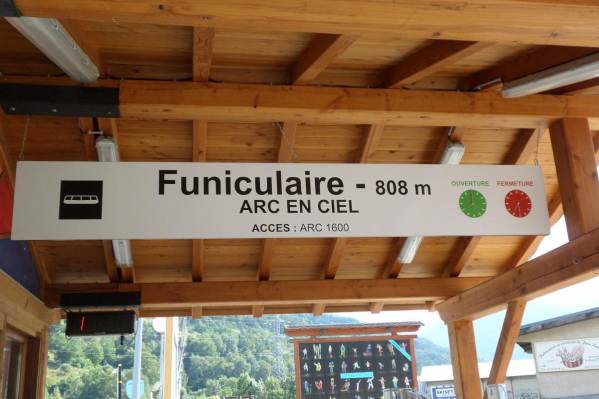 Funiculaire - 808 m
ARC EN CIEL
ACCES : ARC 1600
OUVERTURE
FERMETURE